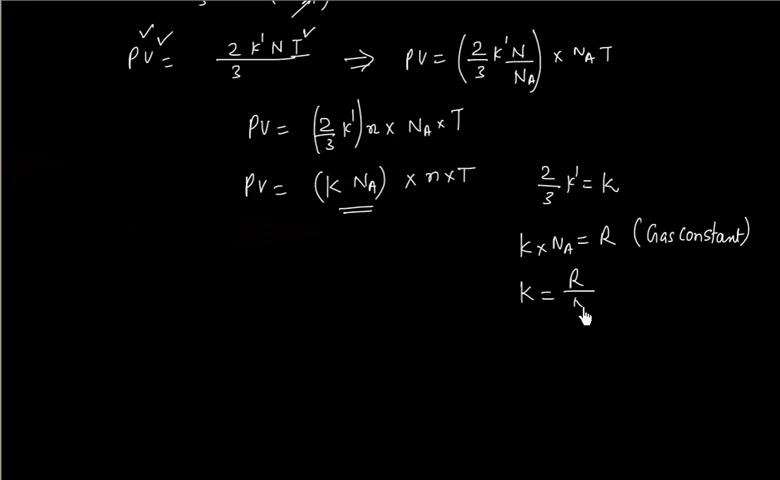 PV = 2 K' N T / 3 ⇒ PV = (2/3 K' N/N_A) × N_A T
PV = (2/3 K') n × N_A × T
PV = (K N_A) × n × T
2/3 K' = K
K × N_A = R (Gas constant)
K = R /